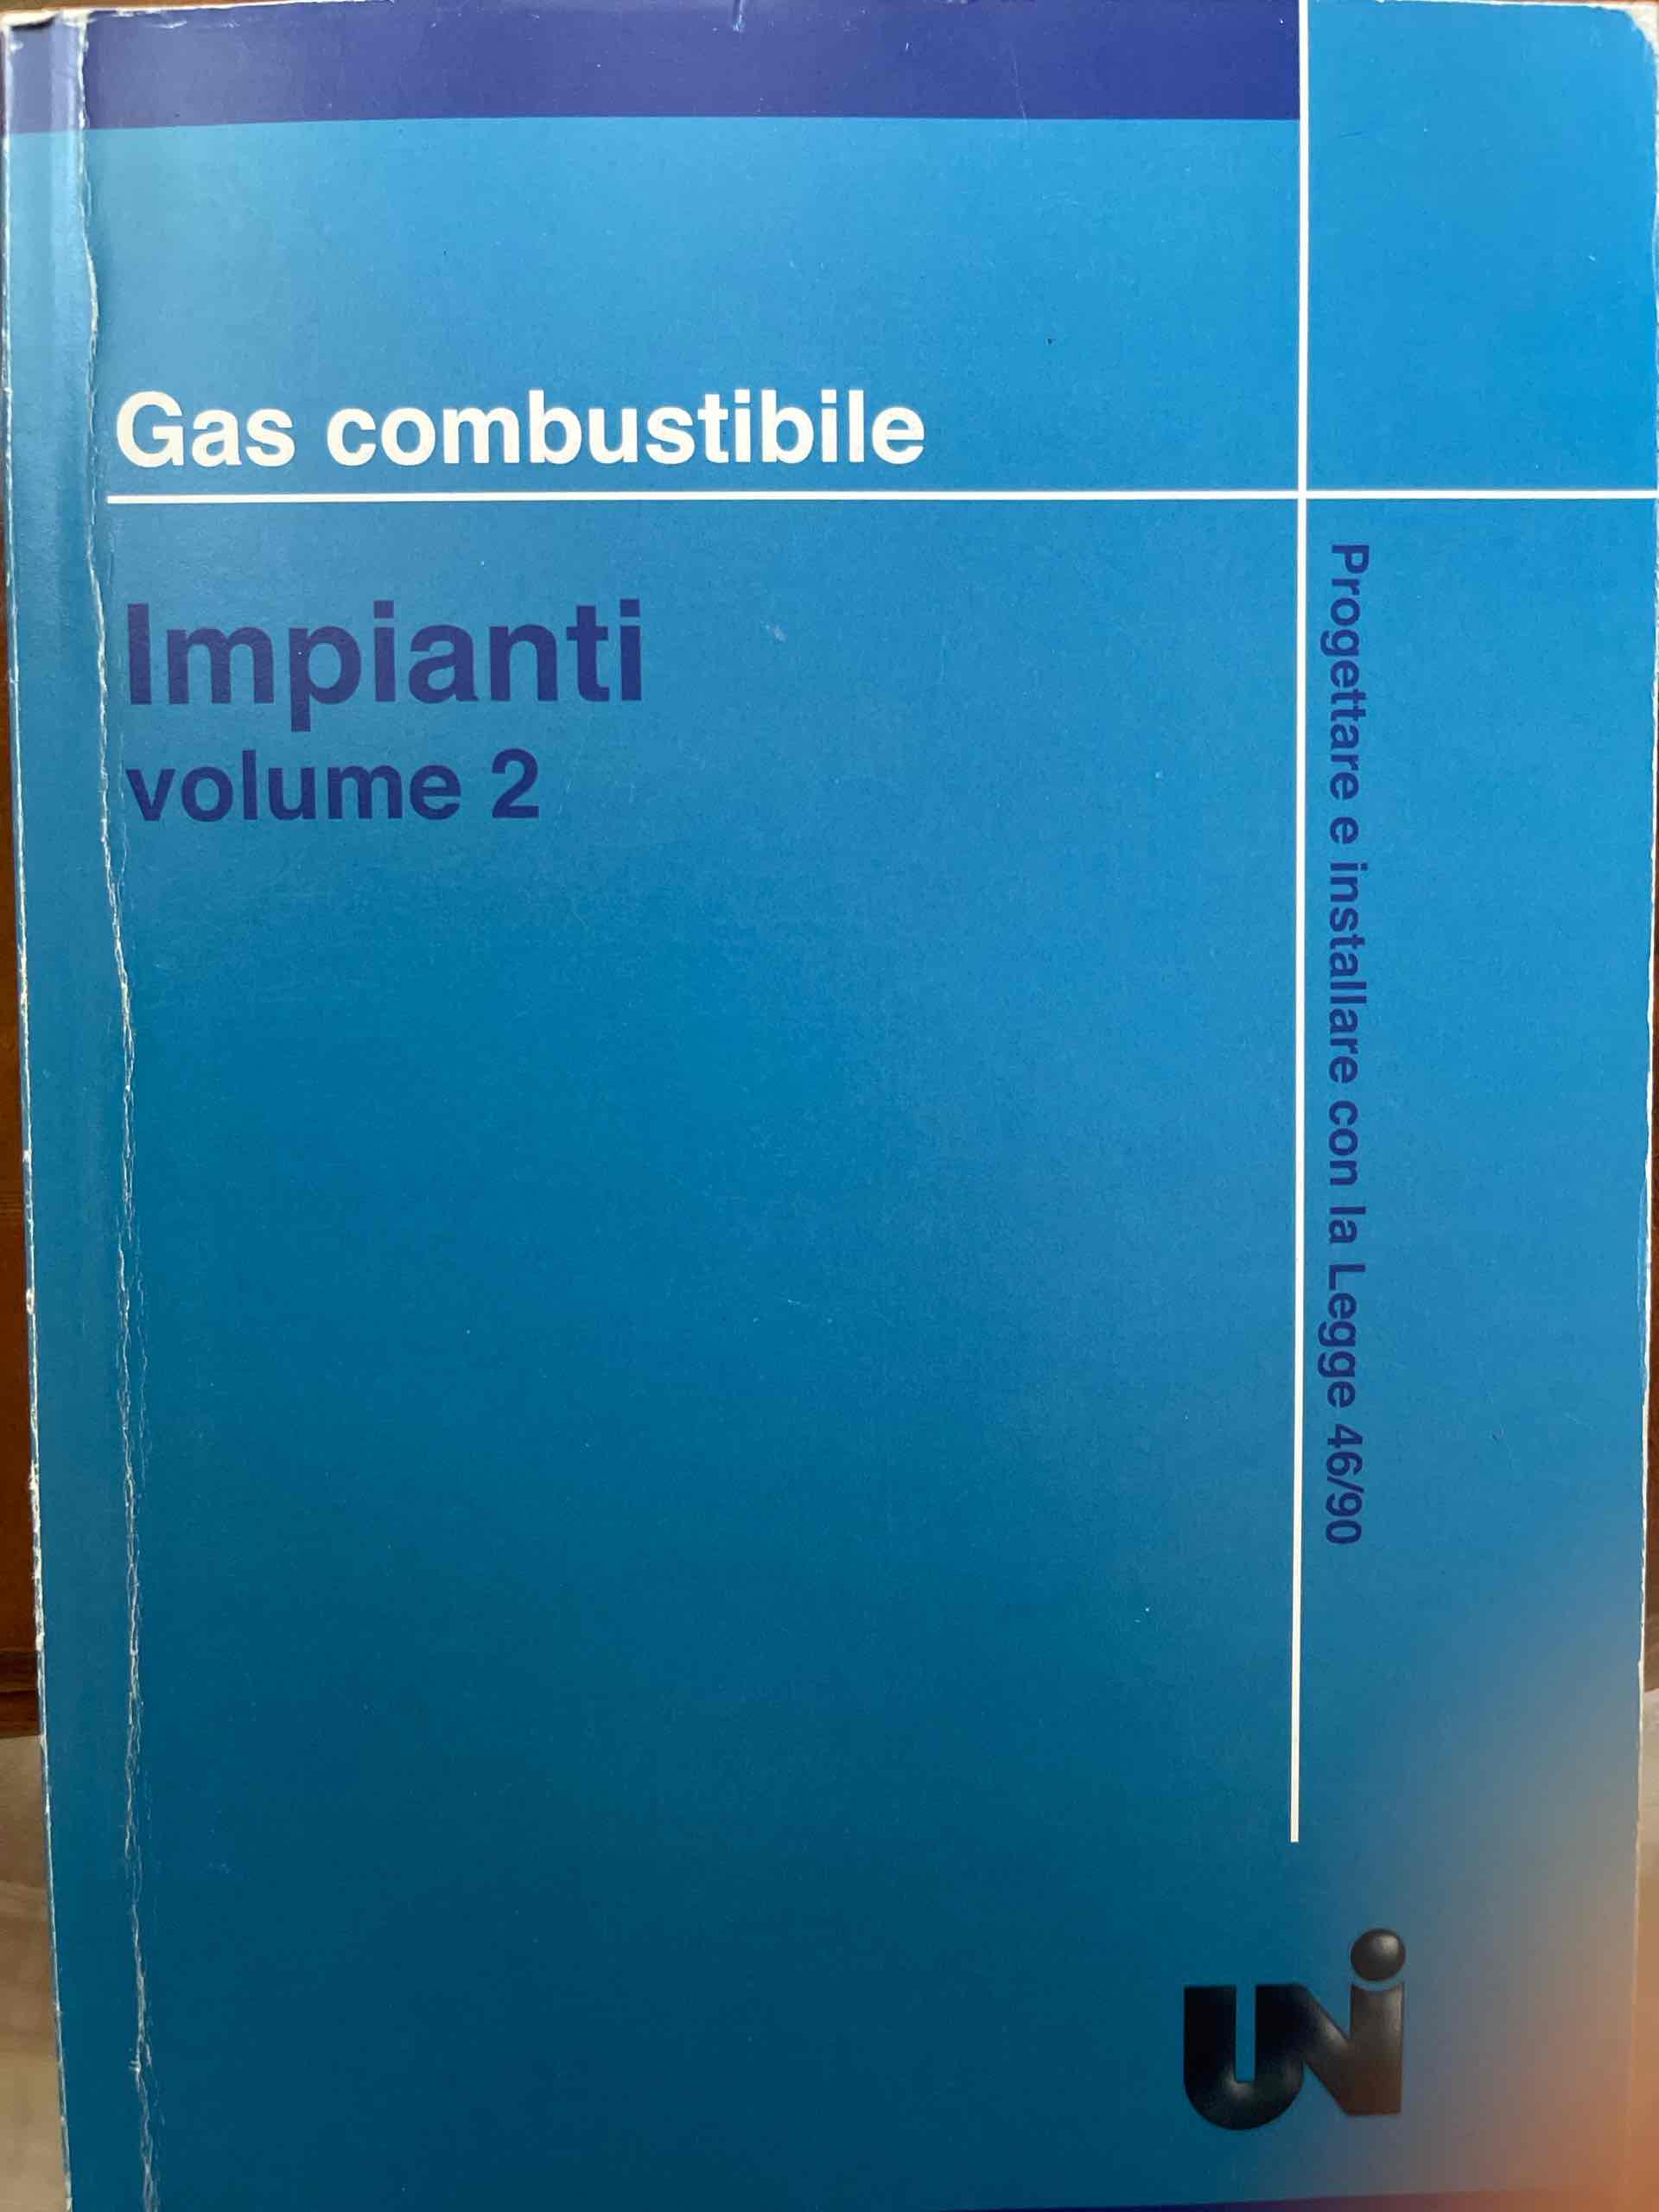 Gas combustibile
Impianti
volume 2
Progettare e installare con la Legge 46/90
UNi